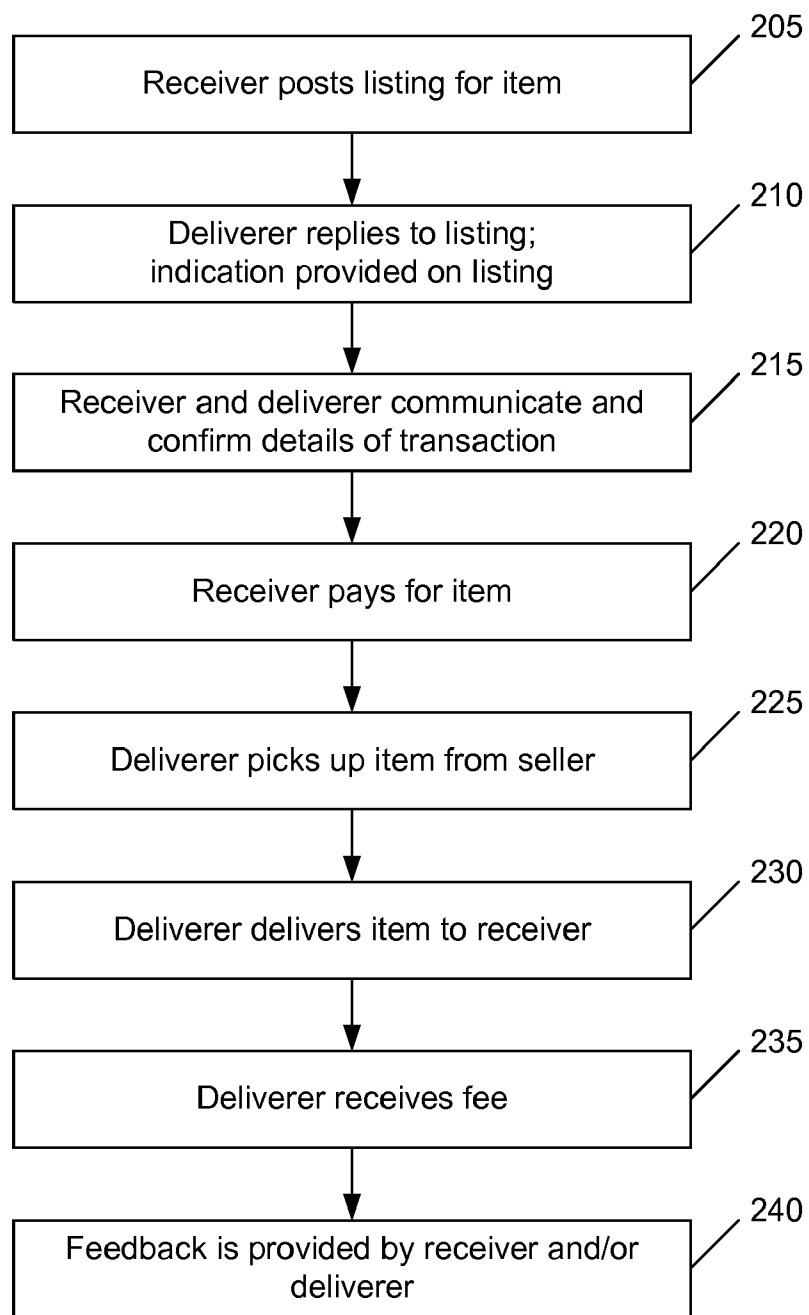 205
Receiver posts listing for item
210
Deliverer replies to listing;
indication provided on listing
215
Receiver and deliverer communicate and
confirm details of transaction
220
Receiver pays for item
225
Deliverer picks up item from seller
230
Deliverer delivers item to receiver
235
Deliverer receives fee
240
Feedback is provided by receiver and/or
deliverer